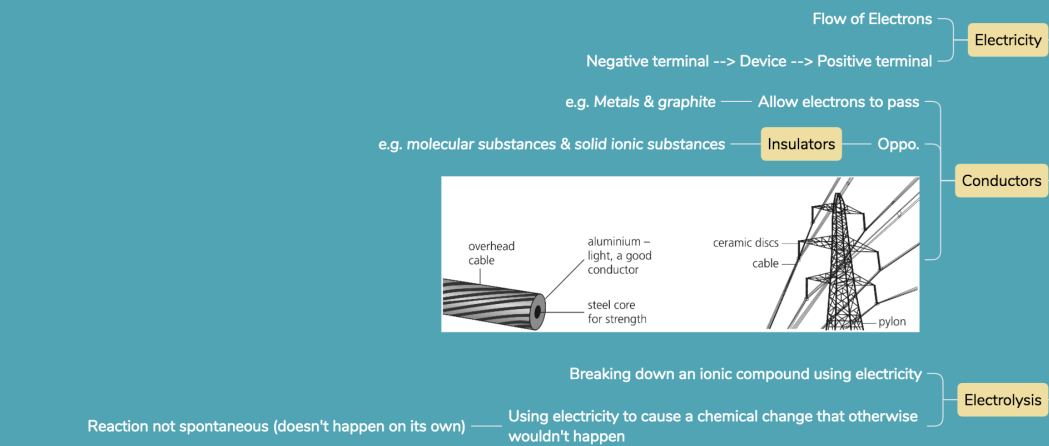 Flow of Electrons
Electricity
Negative terminal --> Device --> Positive terminal
e.g. Metals & graphite
Allow electrons to pass
e.g. molecular substances & solid ionic substances
Insulators
Oppo.
Conductors
overhead
cable
aluminium –
light, a good
conductor
steel core
for strength
ceramic discs
cable
pylon
Breaking down an ionic compound using electricity
Electrolysis
Reaction not spontaneous (doesn't happen on its own)
Using electricity to cause a chemical change that otherwise
wouldn't happen